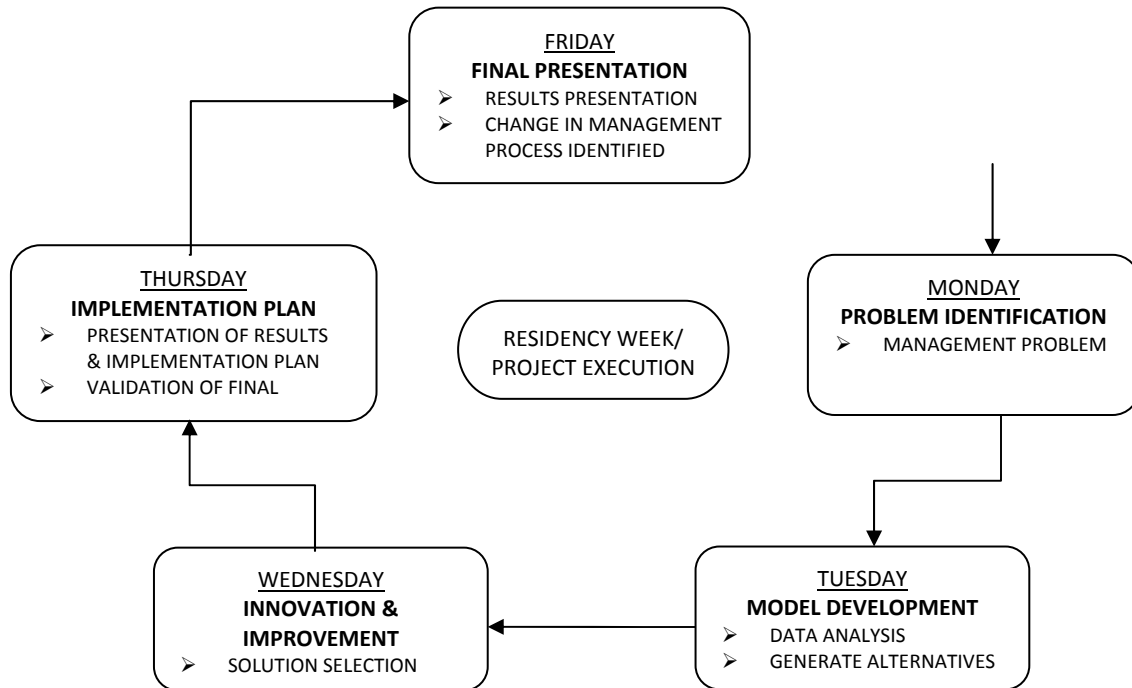 FRIDAY
FINAL PRESENTATION
➢ RESULTS PRESENTATION
➢ CHANGE IN MANAGEMENT
PROCESS IDENTIFIED
THURSDAY
IMPLEMENTATION PLAN
➢ PRESENTATION OF RESULTS
& IMPLEMENTATION PLAN
➢ VALIDATION OF FINAL
RESIDENCY WEEK/
PROJECT EXECUTION
MONDAY
PROBLEM IDENTIFICATION
➢ MANAGEMENT PROBLEM
WEDNESDAY
INNOVATION &
IMPROVEMENT
➢ SOLUTION SELECTION
TUESDAY
MODEL DEVELOPMENT
➢ DATA ANALYSIS
➢ GENERATE ALTERNATIVES